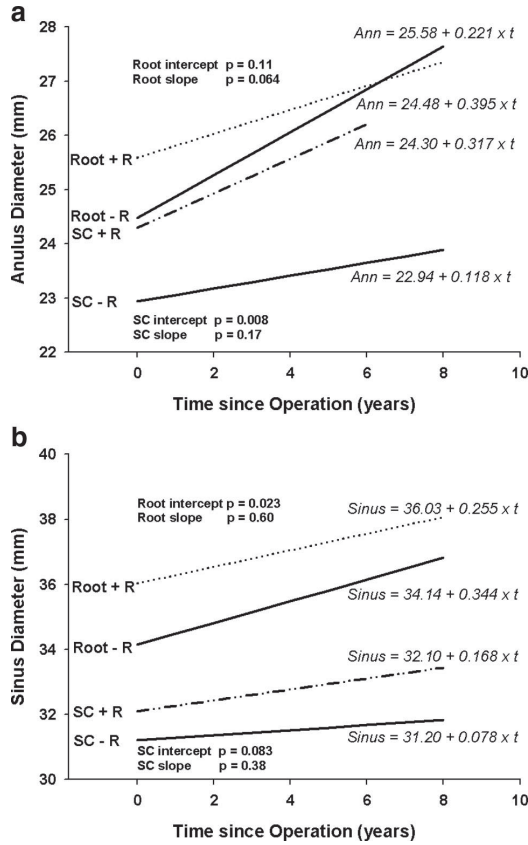 a
28
27
26
25
24
23
22
Anulus Diameter (mm)
Root intercept p = 0.11
Root slope p = 0.064
Ann = 25.58 + 0.221 x t
Ann = 24.48 + 0.395 x t
Ann = 24.30 + 0.317 x t
Root + R
Root - R
SC + R
SC - R
Ann = 22.94 + 0.118 x t
SC intercept p = 0.008
SC slope p = 0.17
0 2 4 6 8 10
Time since Operation (years)
b
40
38
36
34
32
30
Sinus Diameter (mm)
Root intercept p = 0.023
Root slope p = 0.60
Sinus = 36.03 + 0.255 x t
Root + R
Sinus = 34.14 + 0.344 x t
Root - R
Sinus = 32.10 + 0.168 x t
SC + R
SC - R
Sinus = 31.20 + 0.078 x t
SC intercept p = 0.083
SC slope p = 0.38
0 2 4 6 8 10
Time since Operation (years)